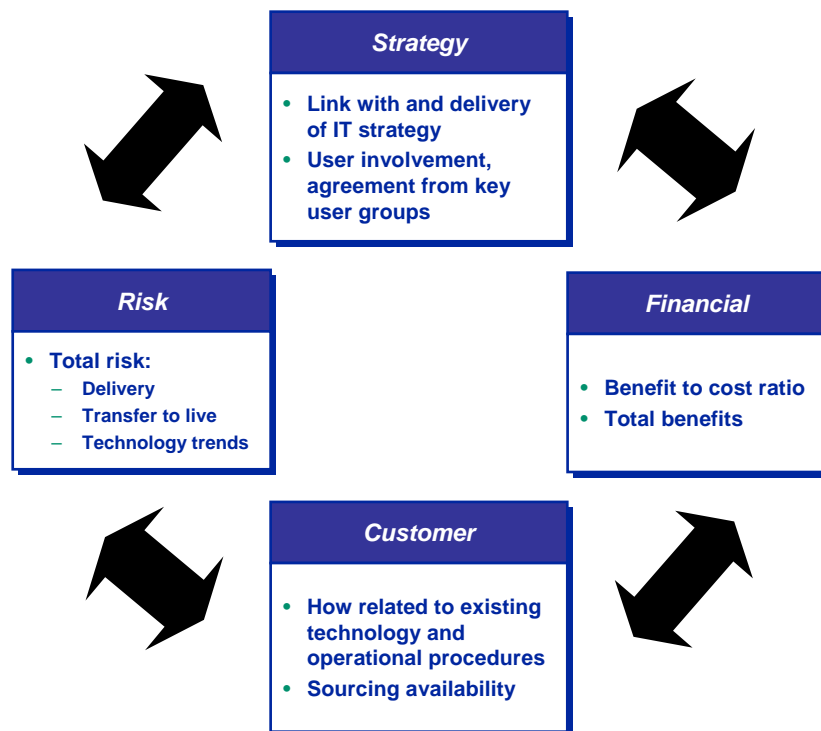 Strategy
• Link with and delivery
of IT strategy
• User involvement,
agreement from key
user groups
Risk
• Total risk:
– Delivery
– Transfer to live
– Technology trends
Financial
• Benefit to cost ratio
• Total benefits
Customer
• How related to existing
technology and
operational procedures
• Sourcing availability